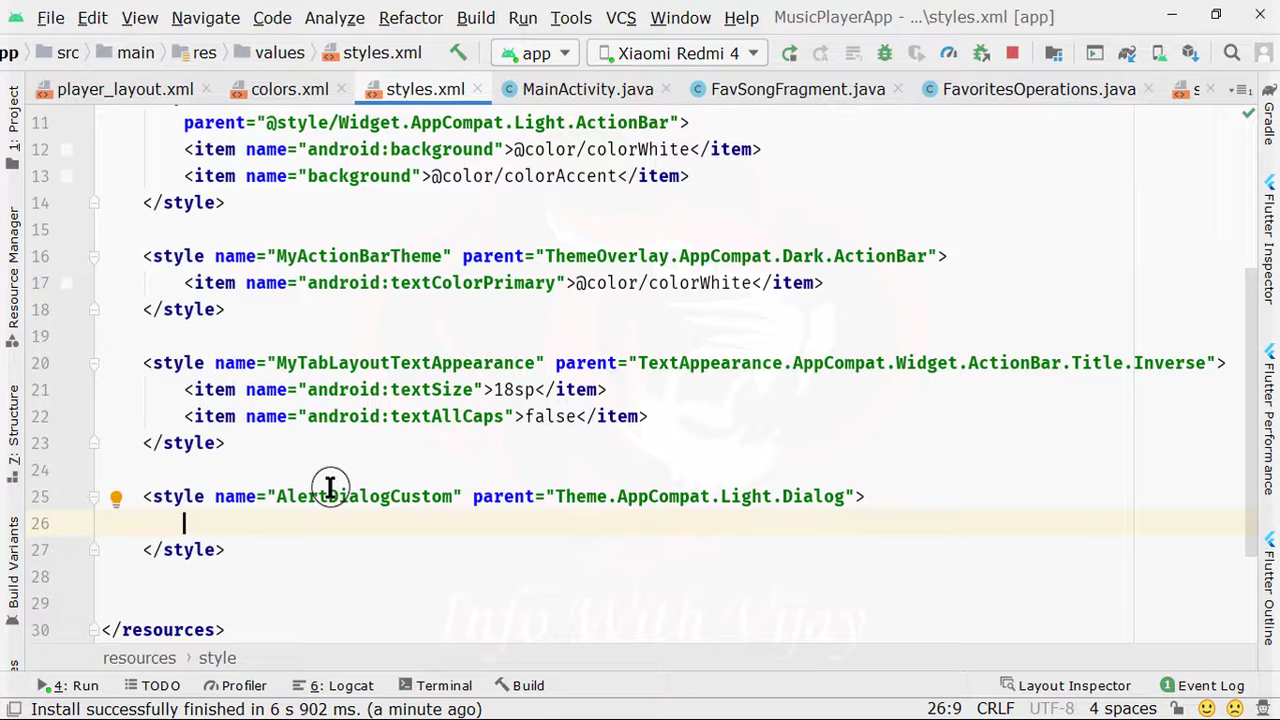 File Edit View Navigate Code Analyze Refactor Build Run Tools VCS Window Help MusicPlayerApp - ...\styles.xml [app]
pp src main res values styles.xml app Xiaomi Redmi 4
player_layout.xml colors.xml styles.xml MainActivity.java FavSongFragment.java FavoritesOperations.java s
11 parent="@style/Widget.AppCompat.Light.ActionBar">
12 <item name="android:background">@color/colorWhite</item>
13 <item name="background">@color/colorAccent</item>
14 </style>
15
16 <style name="MyActionBarTheme" parent="ThemeOverlay.AppCompat.Dark.ActionBar">
17 <item name="android:textColorPrimary">@color/colorWhite</item>
18 </style>
19
20 <style name="MyTabLayoutTextAppearance" parent="TextAppearance.AppCompat.Widget.ActionBar.Title.Inverse">
21 <item name="android:textSize">18sp</item>
22 <item name="android:textAllCaps">false</item>
23 </style>
24
25 <style name="AlertDialogCustom" parent="Theme.AppCompat.Light.Dialog">
26
27 </style>
28
29
30 </resources>
Info With Vijay
1: Project
Resource Manager
Z: Structure
Build Variants
Gradle
Flutter Inspector
Flutter Outline
resources style
4: Run TODO Profiler 6: Logcat Terminal Build Layout Inspector 1 Event Log
Install successfully finished in 6 s 902 ms. (a minute ago) 26:9 CRLF UTF-8 4 spaces